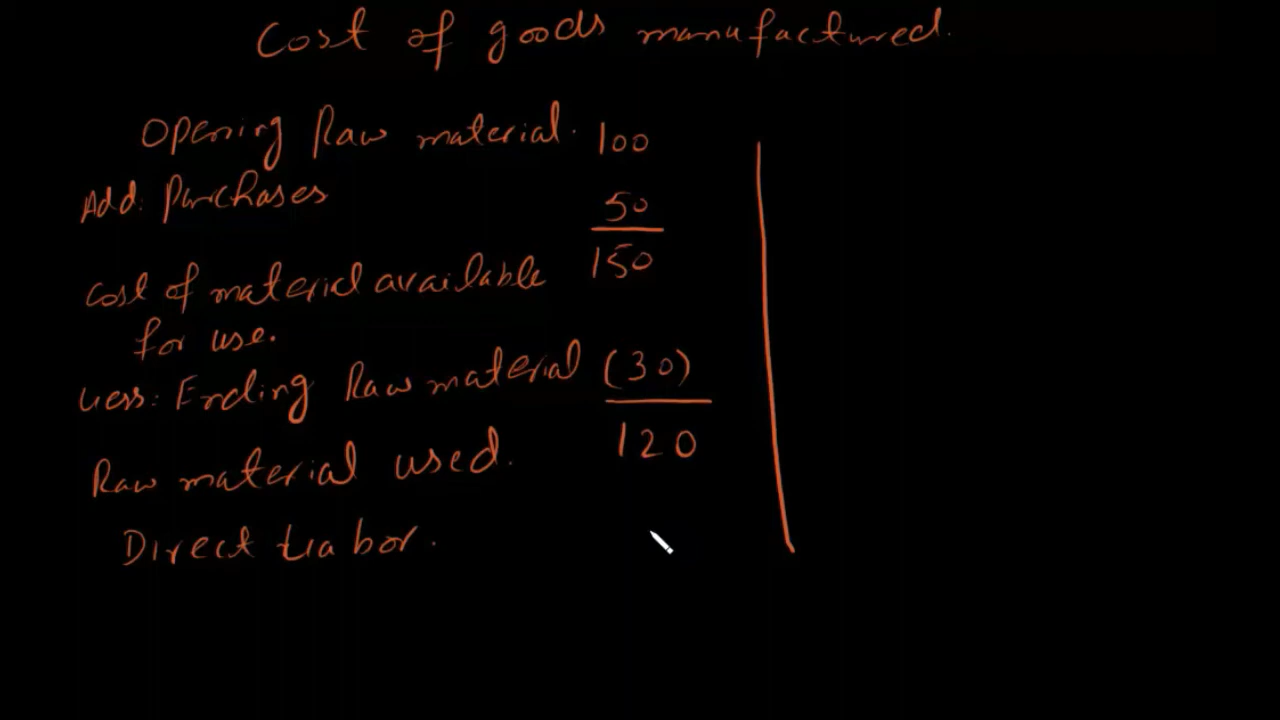 Cost of goods manufactured.
Opening Raw material. 100
Add: Purchases 50
150
Cost of material available
for use.
Less: Ending Raw material (30)
120
Raw material used.
Direct Labor.